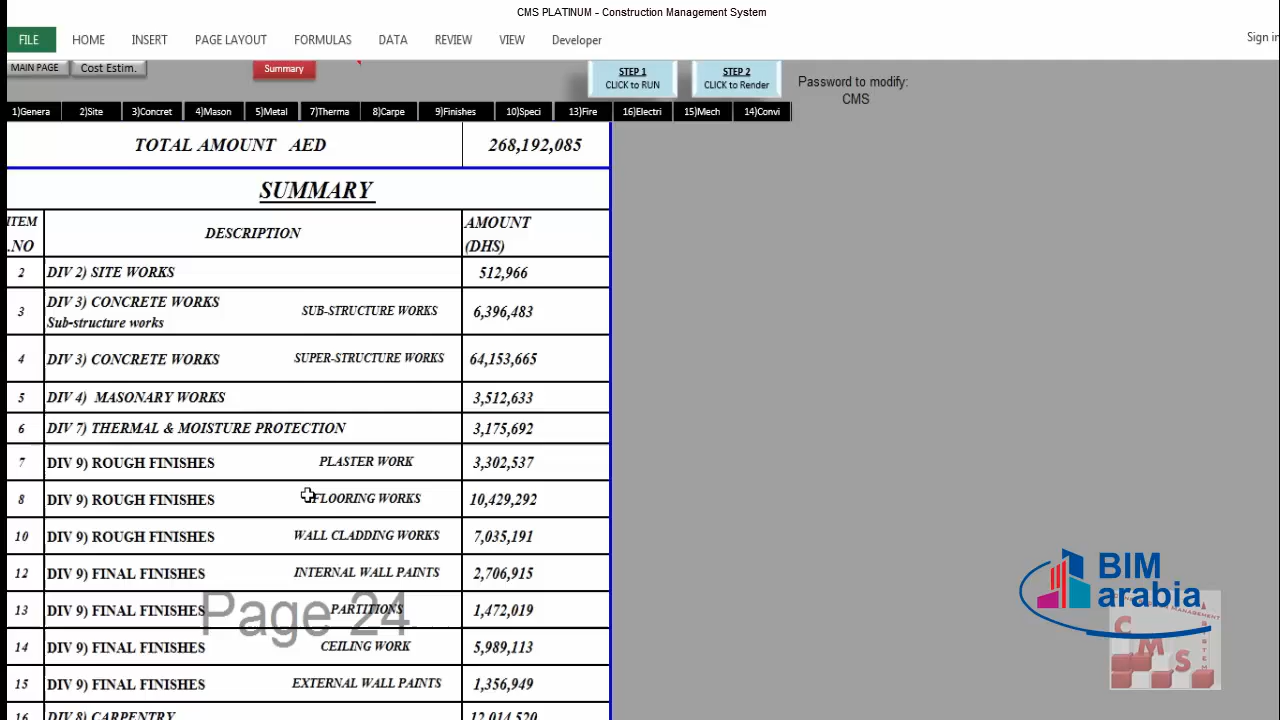 CMS PLATINUM - Construction Management System
FILE HOME INSERT PAGE LAYOUT FORMULAS DATA REVIEW VIEW Developer Sign in
MAIN PAGE Cost Estim. Summary
STEP 1
CLICK to RUN
STEP 2
CLICK to Render
Password to modify:
CMS
1)Genera 2)Site 3)Concret 4)Mason 5)Metal 7)Therma 8)Carpe 9)Finishes 10)Speci 13)Fire 16)Electri 15)Mech 14)Convi
TOTAL AMOUNT AED 268,192,085
SUMMARY
ITEM .NO DESCRIPTION AMOUNT (DHS)
2 DIV 2) SITE WORKS 512,966
3 DIV 3) CONCRETE WORKS Sub-structure works SUB-STRUCTURE WORKS 6,396,483
4 DIV 3) CONCRETE WORKS SUPER-STRUCTURE WORKS 64,153,665
5 DIV 4) MASONARY WORKS 3,512,633
6 DIV 7) THERMAL & MOISTURE PROTECTION 3,175,692
7 DIV 9) ROUGH FINISHES PLASTER WORK 3,302,537
8 DIV 9) ROUGH FINISHES FLOORING WORKS 10,429,292
10 DIV 9) ROUGH FINISHES WALL CLADDING WORKS 7,035,191
12 DIV 9) FINAL FINISHES INTERNAL WALL PAINTS 2,706,915
13 DIV 9) FINAL FINISHES PARTITIONS 1,472,019
Page 24
14 DIV 9) FINAL FINISHES CEILING WORK 5,989,113
15 DIV 9) FINAL FINISHES EXTERNAL WALL PAINTS 1,356,949
16 DIV 8) CARPENTRY 12,014,520
BIM
arabia
C
M
S